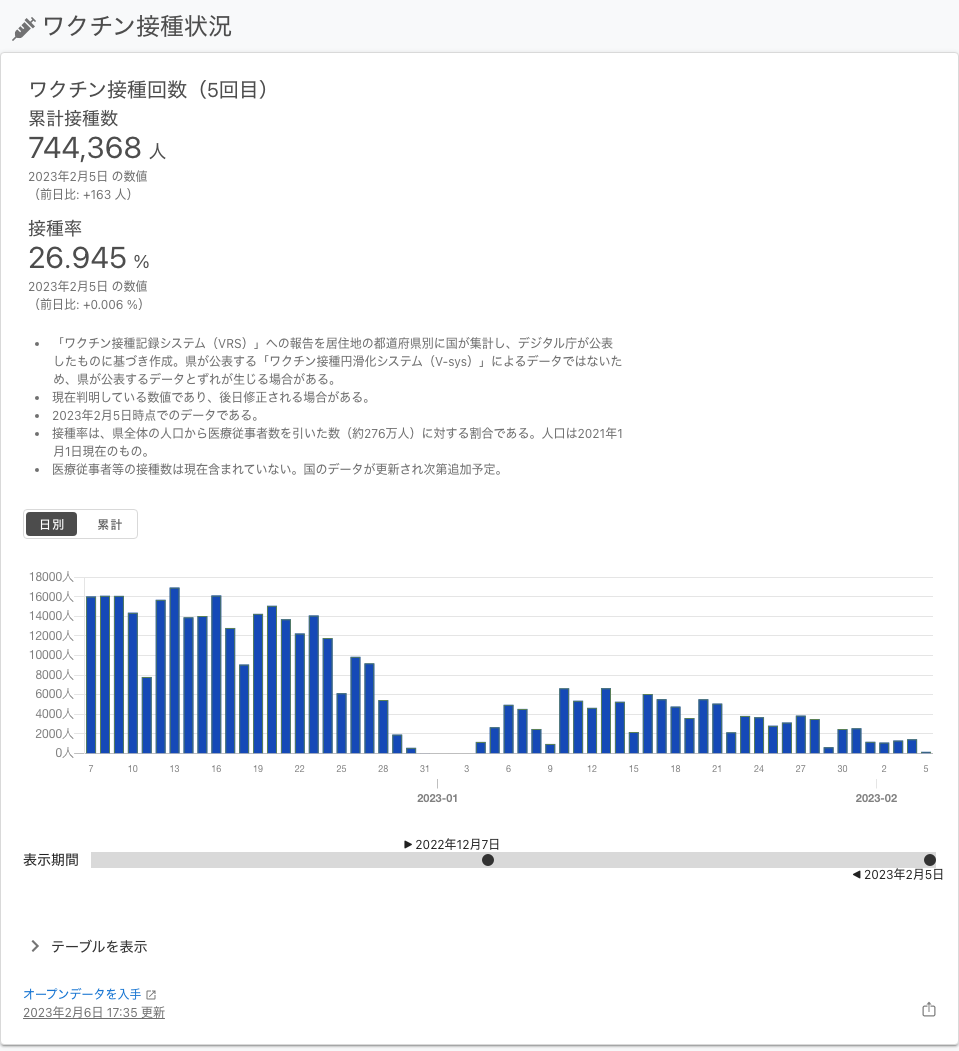 ワクチン接種状況
ワクチン接種回数（5回目）
累計接種数
744,368 人
2023年2月5日 の数値
（前日比: +163 人）
接種率
26.945 %
2023年2月5日 の数値
（前日比: +0.006 %）
• 「ワクチン接種記録システム（VRS）」への報告を居住地の都道府県別に国が集計し、デジタル庁が公表
したものに基づき作成。県が公表する「ワクチン接種円滑化システム（V-sys）」によるデータではないた
め、県が公表するデータとずれが生じる場合がある。
• 現在判明している数値であり、後日修正される場合がある。
• 2023年2月5日時点でのデータである。
• 接種率は、県全体の人口から医療従事者数を引いた数（約276万人）に対する割合である。人口は2021年1
月1日現在のもの。
• 医療従事者等の接種数は現在含まれていない。国のデータが更新され次第追加予定。
日別 累計
18000人
16000人
14000人
12000人
10000人
8000人
6000人
4000人
2000人
0人
7 10 13 16 19 22 25 28 31 3 6 9 12 15 18 21 24 27 30 2 5
2023-01 2023-02
▶ 2022年12月7日
表示期間
◀ 2023年2月5日
テーブルを表示
オープンデータを入手
2023年2月6日 17:35 更新